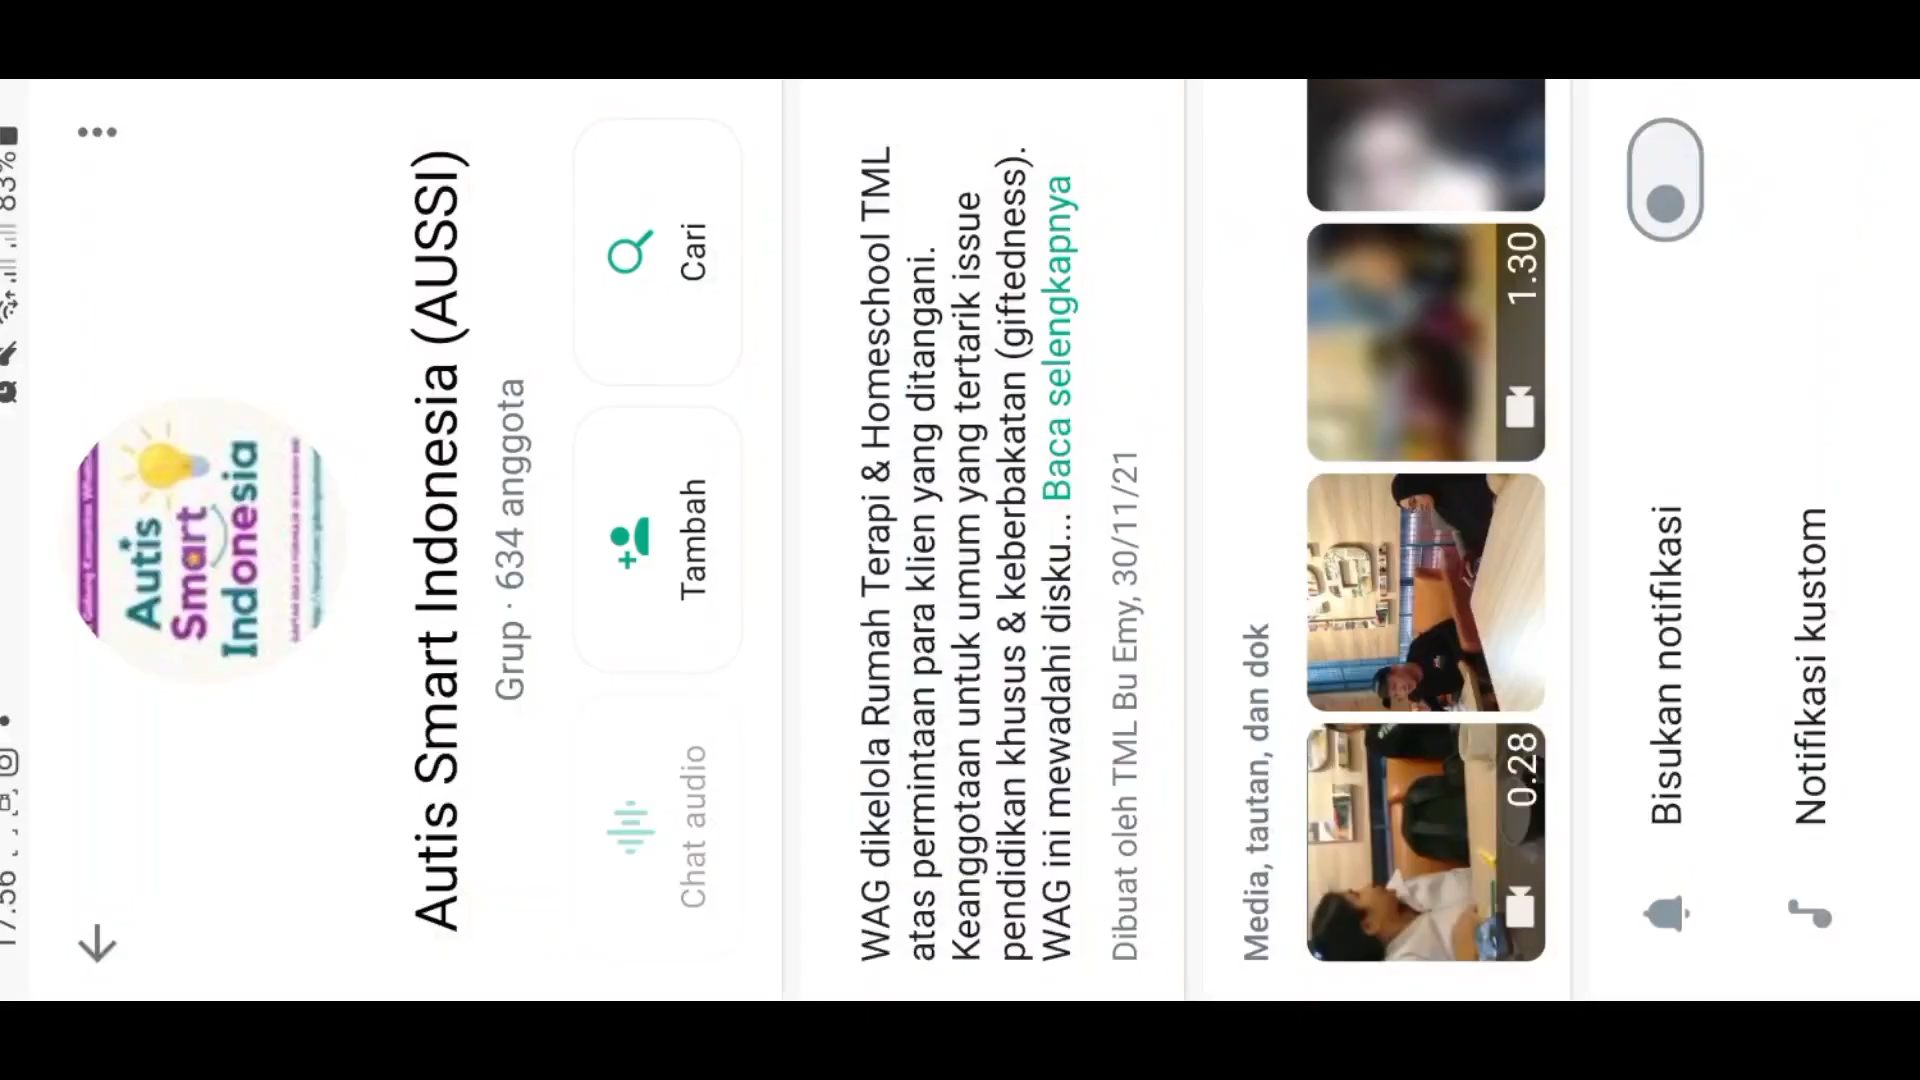 17.56
83%
Autis
Smart
Indonesia
Autis Smart Indonesia (AUSSI)
Grup · 634 anggota
Chat audio
Tambah
Cari
WAG dikelola Rumah Terapi & Homeschool TML
atas permintaan para klien yang ditangani.
Keanggotaan untuk umum yang tertarik issue
pendidikan khusus & keberbakatan (giftedness).
WAG ini mewadahi disku... Baca selengkapnya
Dibuat oleh TML Bu Emy, 30/11/21
Media, tautan, dan dok
0.28
1.30
Bisukan notifikasi
Notifikasi kustom